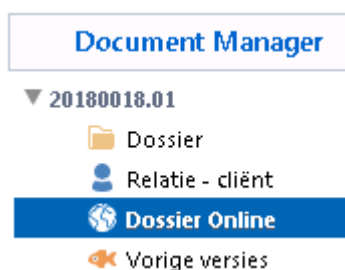 Document Manager
20180018.01
Dossier
Relatie - cliënt
Dossier Online
Vorige versies